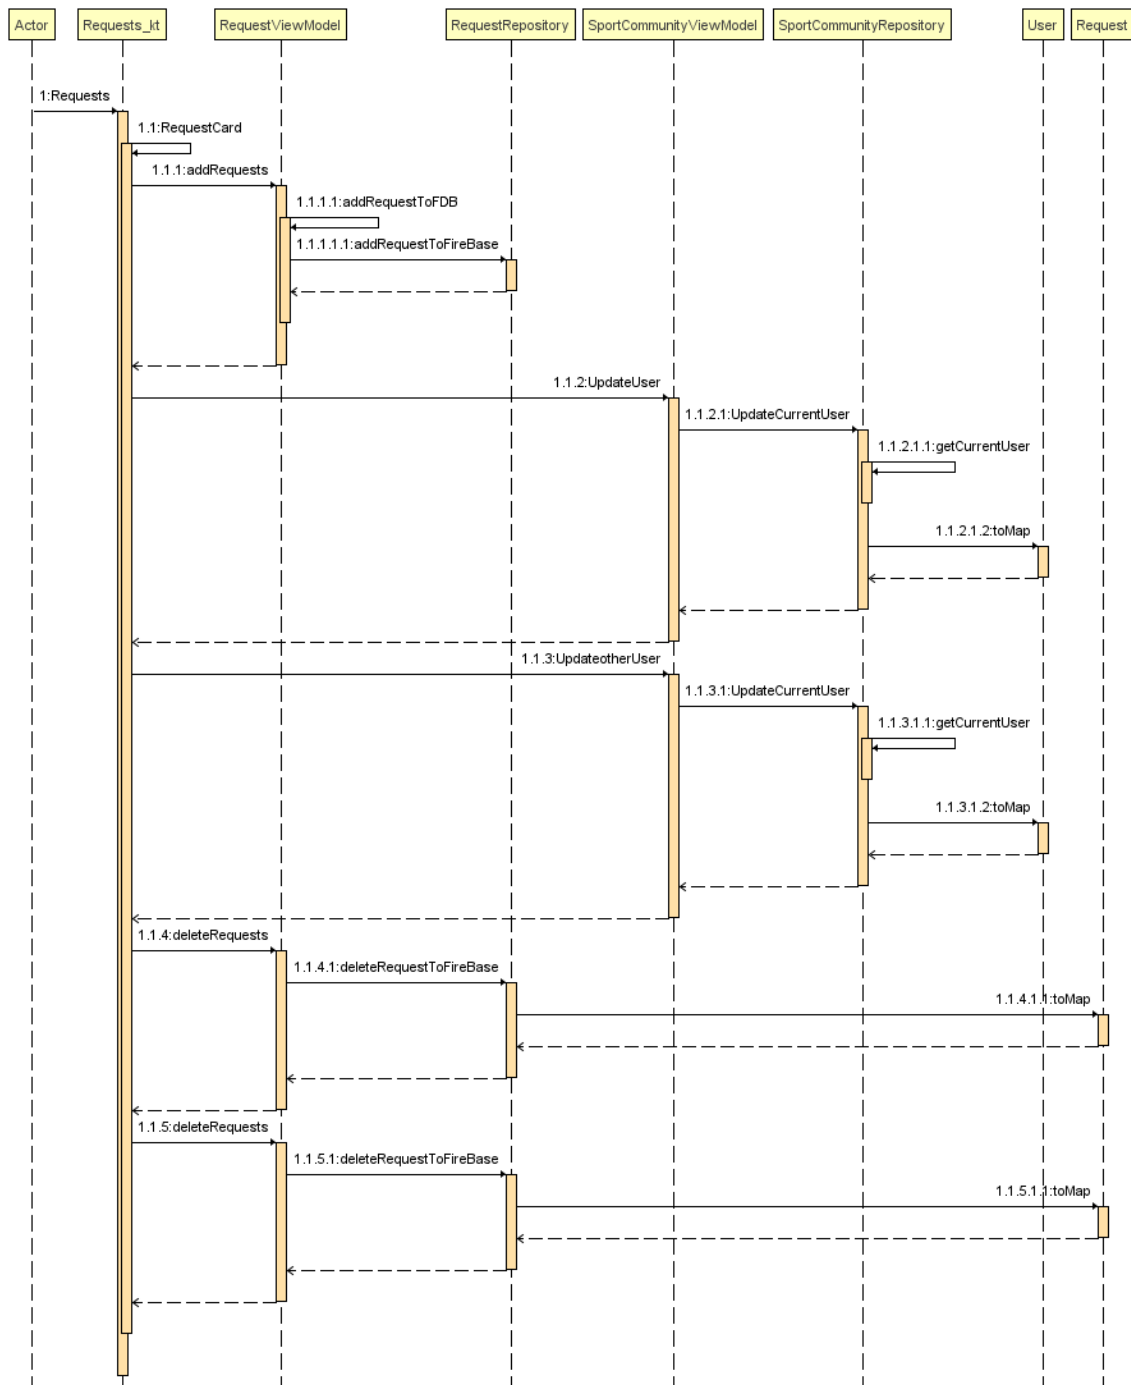 Actor
Requests_kt
RequestViewModel
RequestRepository
SportCommunityViewModel
SportCommunityRepository
User
Request
1:Requests
1.1:RequestCard
1.1.1:addRequests
1.1.1.1:addRequestToFDB
1.1.1.1.1:addRequestToFireBase
1.1.2:UpdateUser
1.1.2.1:UpdateCurrentUser
1.1.2.1.1:getCurrentUser
1.1.2.1.2:toMap
1.1.3:UpdateotherUser
1.1.3.1:UpdateCurrentUser
1.1.3.1.1:getCurrentUser
1.1.3.1.2:toMap
1.1.4:deleteRequests
1.1.4.1:deleteRequestToFireBase
1.1.4.1.1:toMap
1.1.5:deleteRequests
1.1.5.1:deleteRequestToFireBase
1.1.5.1.1:toMap